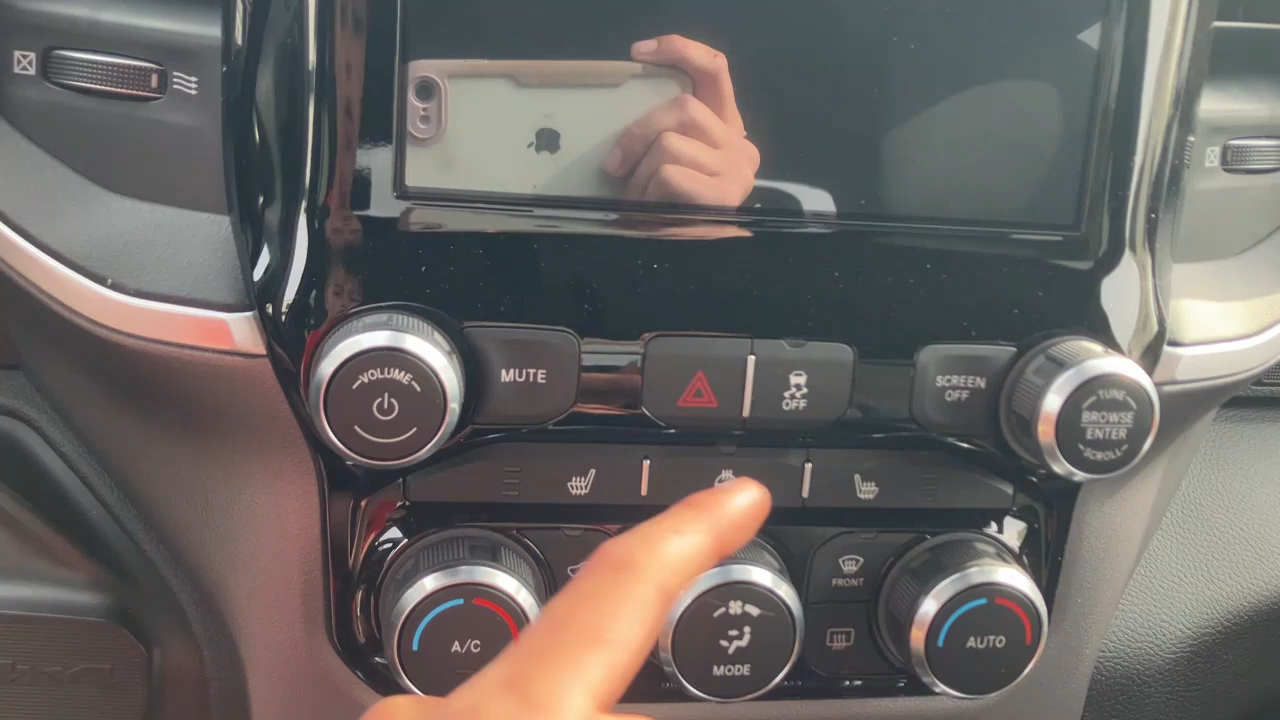 VOLUME
MUTE
OFF
SCREEN
OFF
TUNE
BROWSE
ENTER
SCROLL
A/C
MODE
FRONT
AUTO